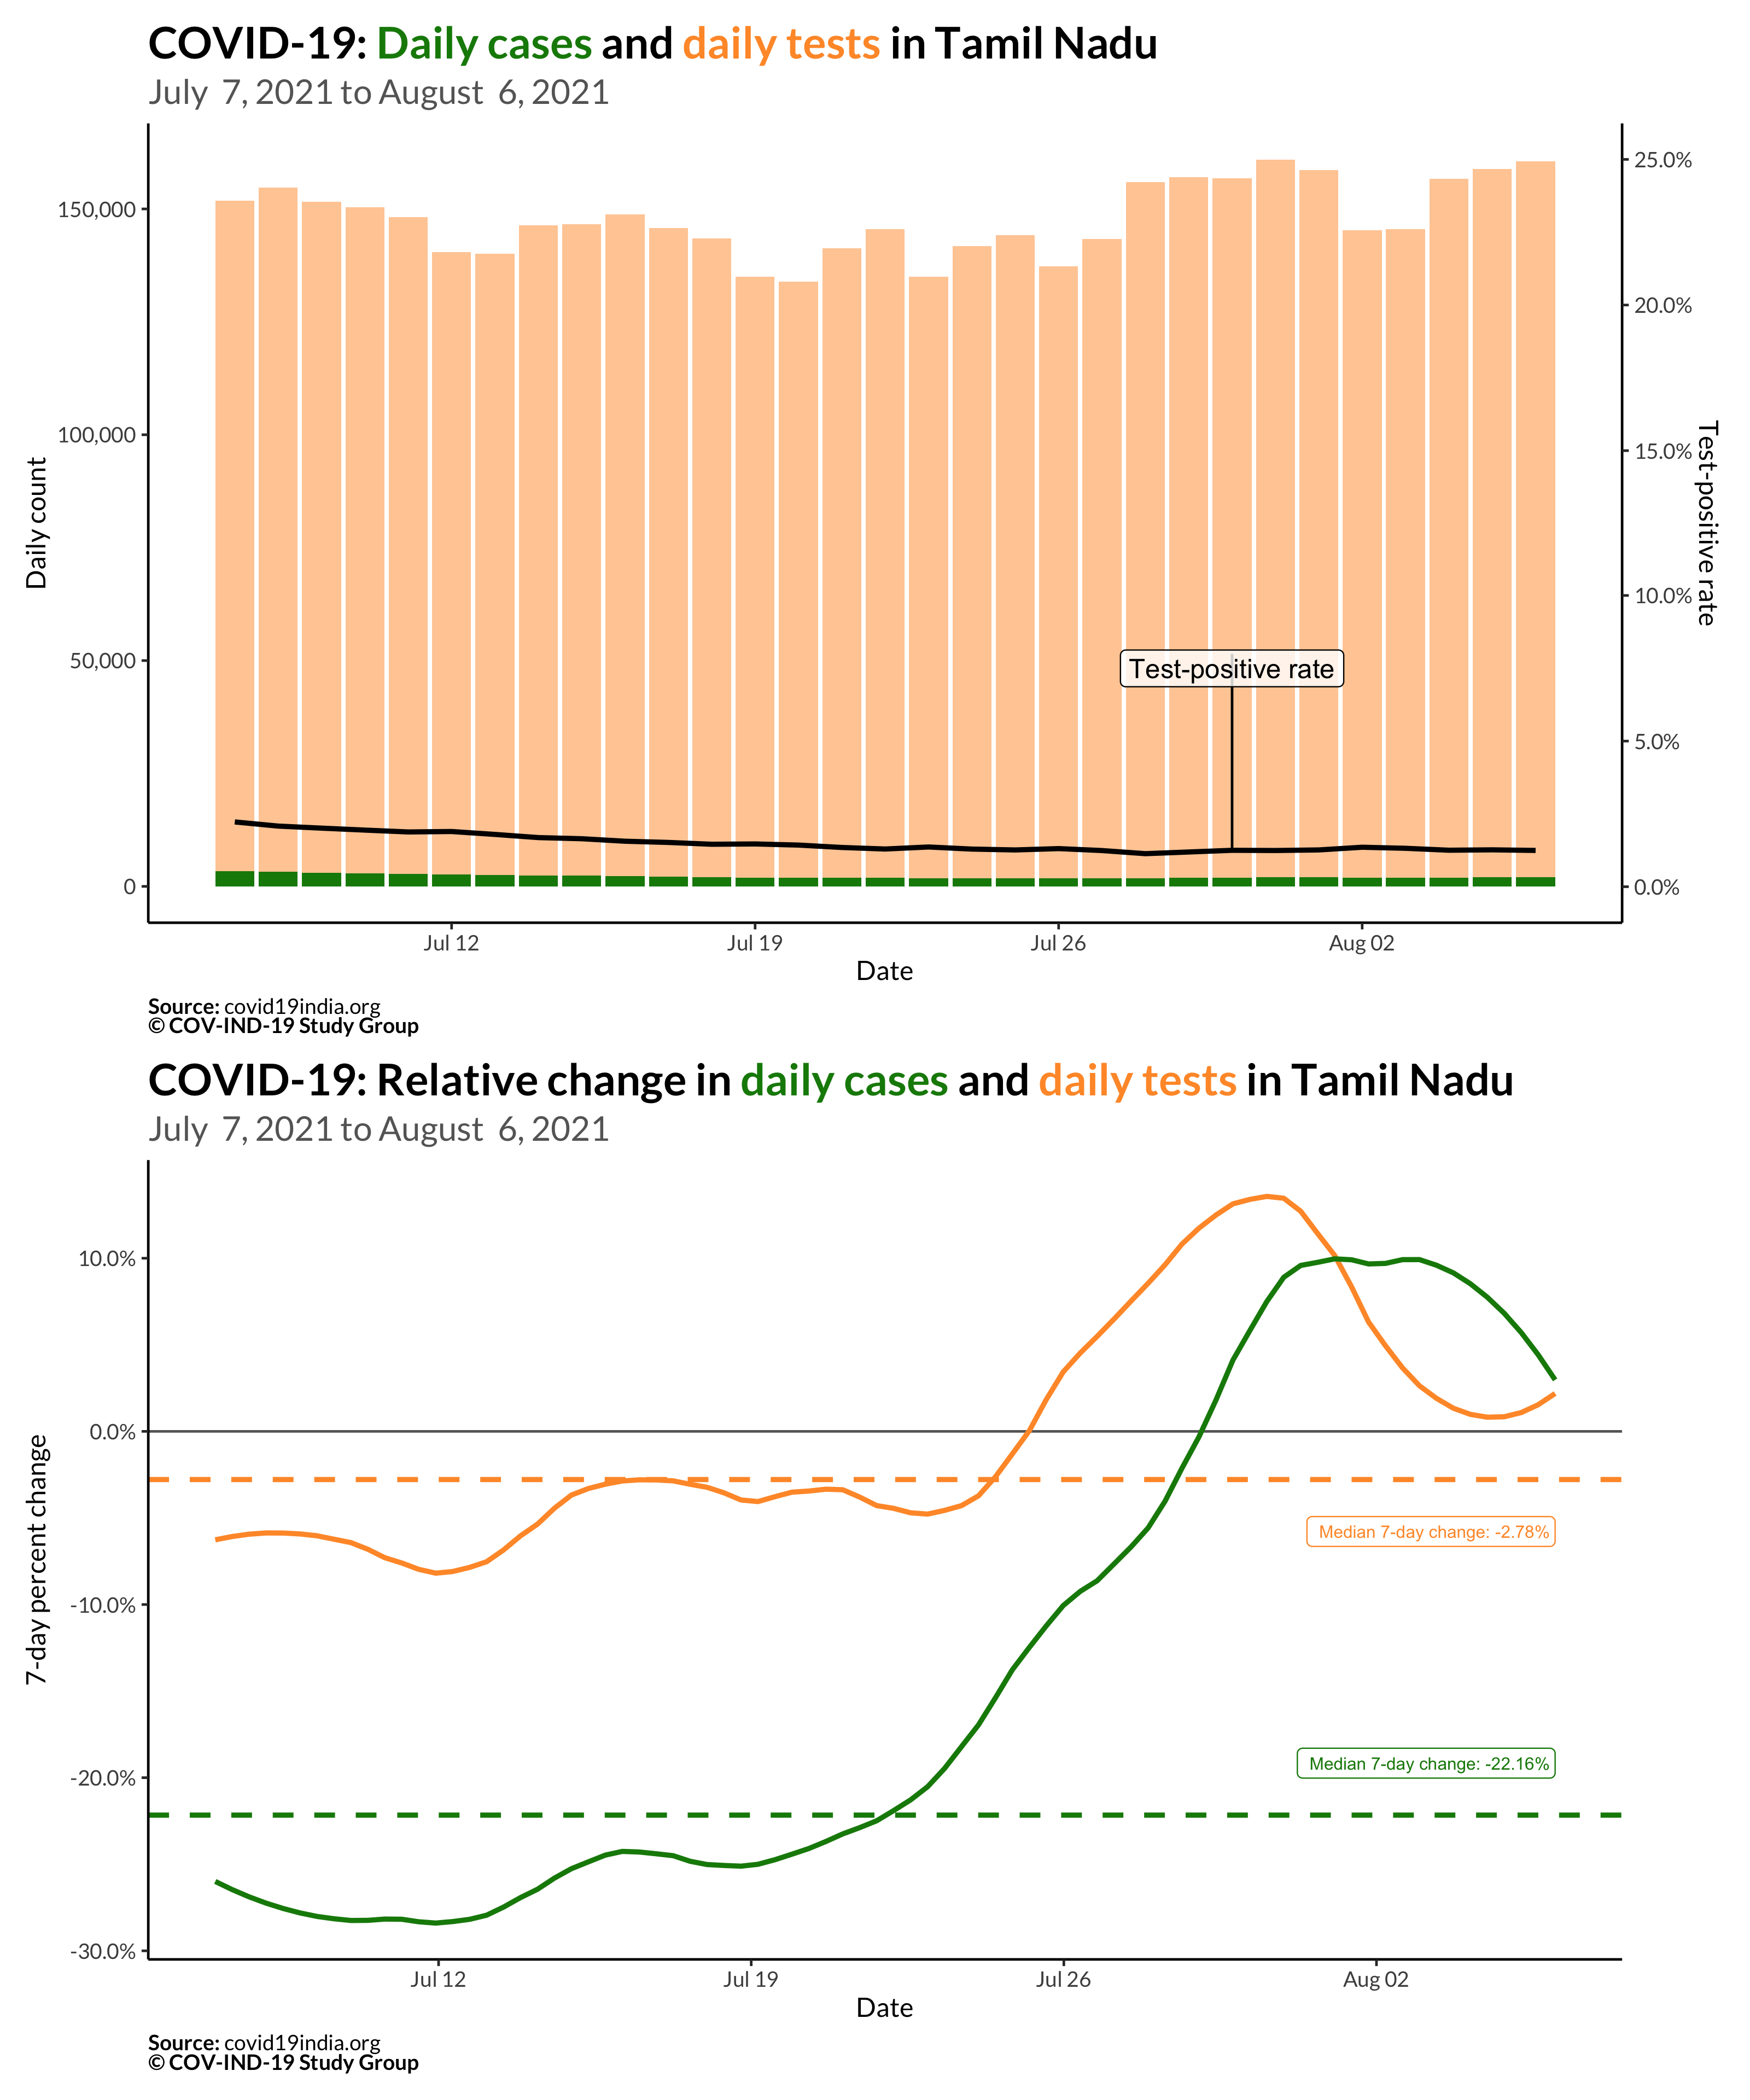 COVID-19: Daily cases and daily tests in Tamil Nadu
July 7, 2021 to August 6, 2021
150,000
100,000
50,000
0
Daily count
25.0%
20.0%
15.0%
10.0%
5.0%
0.0%
Test-positive rate
Test-positive rate
Jul 12
Jul 19
Jul 26
Aug 02
Date
Source: covid19india.org
© COV-IND-19 Study Group
COVID-19: Relative change in daily cases and daily tests in Tamil Nadu
July 7, 2021 to August 6, 2021
10.0%
0.0%
-10.0%
-20.0%
-30.0%
7-day percent change
Median 7-day change: -2.78%
Median 7-day change: -22.16%
Jul 12
Jul 19
Jul 26
Aug 02
Date
Source: covid19india.org
© COV-IND-19 Study Group